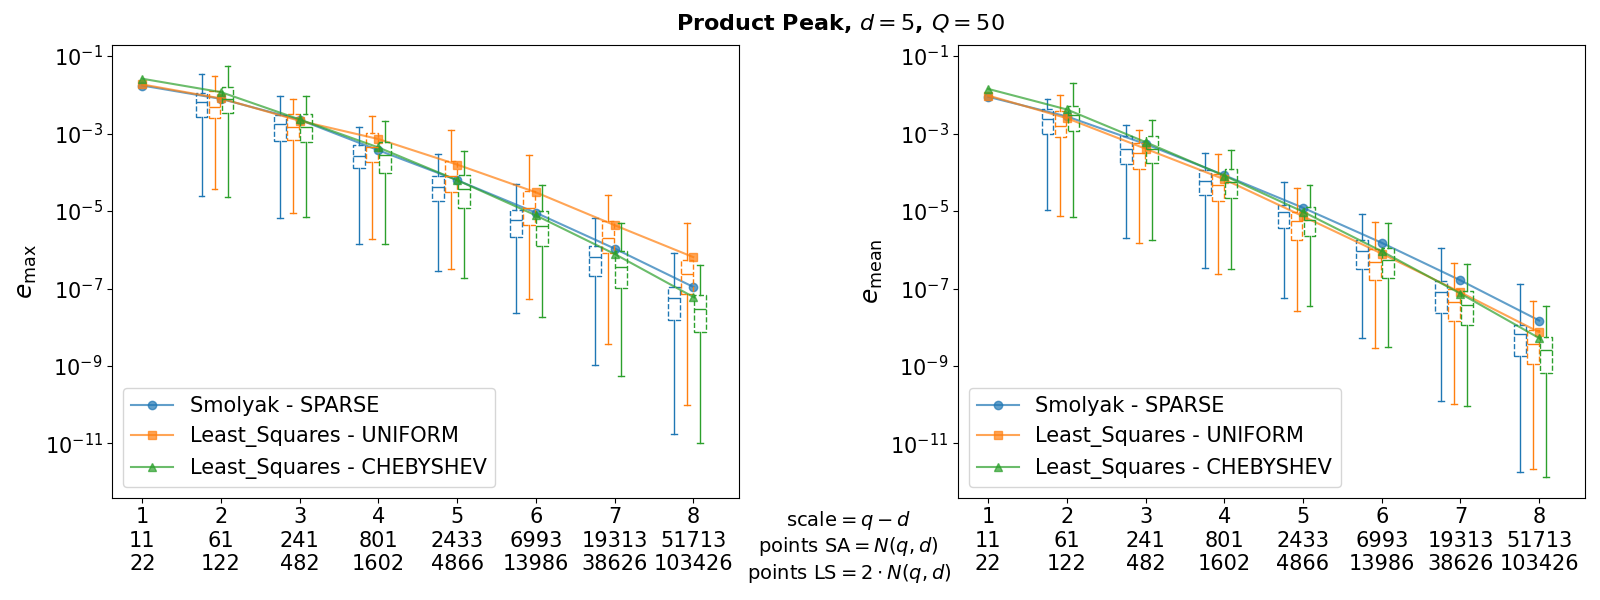 Product Peak, d = 5, Q = 50
10⁻¹
10⁻³
10⁻⁵
10⁻⁷
10⁻⁹
10⁻¹¹
e_max
Smolyak - SPARSE
Least_Squares - UNIFORM
Least_Squares - CHEBYSHEV
1 2 3 4 5 6 7 8
11 61 241 801 2433 6993 19313 51713
22 122 482 1602 4866 13986 38626 103426
scale = q − d
points SA = N(q, d)
points LS = 2 · N(q, d)
10⁻¹
10⁻³
10⁻⁵
10⁻⁷
10⁻⁹
10⁻¹¹
e_mean
Smolyak - SPARSE
Least_Squares - UNIFORM
Least_Squares - CHEBYSHEV
1 2 3 4 5 6 7 8
11 61 241 801 2433 6993 19313 51713
22 122 482 1602 4866 13986 38626 103426